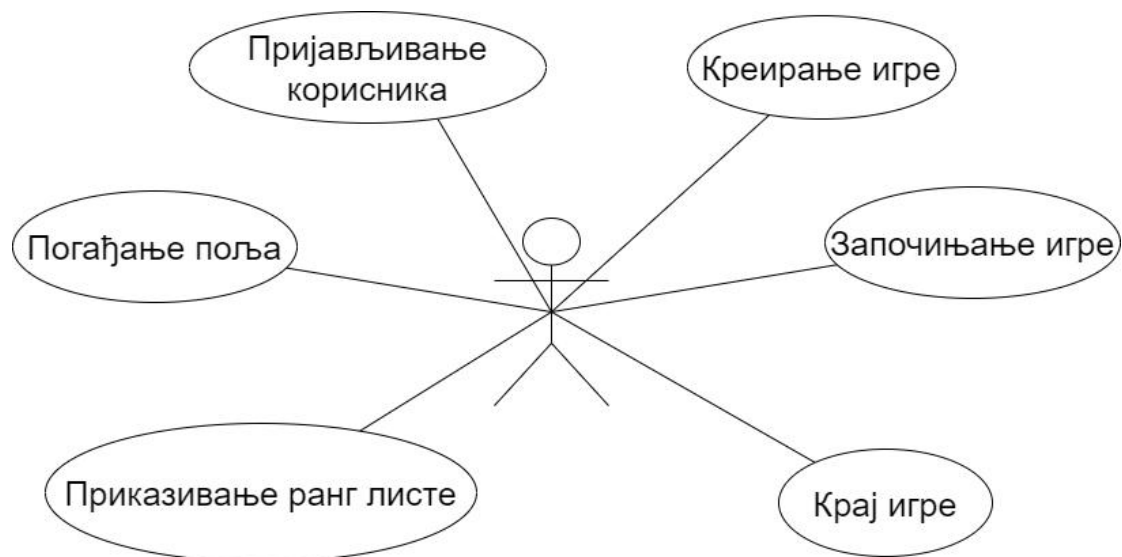 Пријављивање
корисника
Креирање игре
Погађање поља
Започињање игре
Приказивање ранг листе
Крај игре